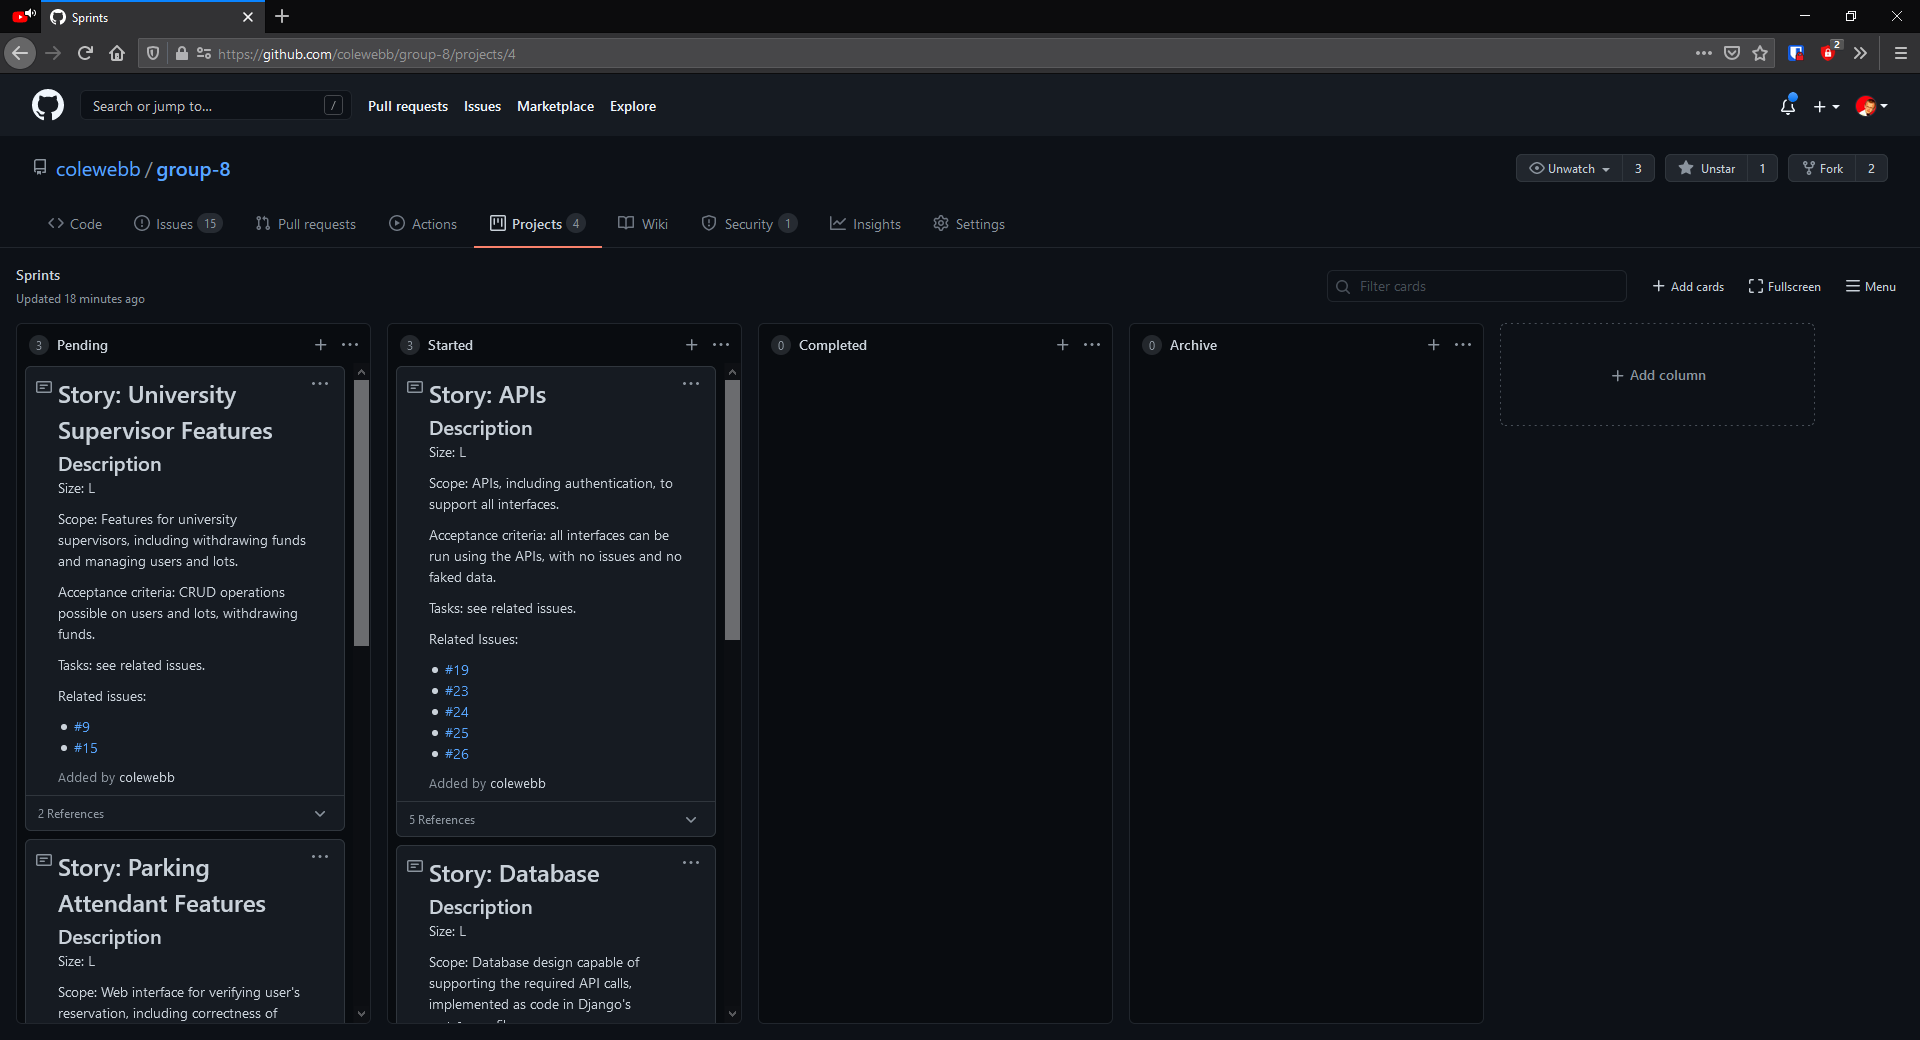 Sprints
https://github.com/colewebb/group-8/projects/4
2
Search or jump to...
/
Pull requests
Issues
Marketplace
Explore
colewebb / group-8
Unwatch 3
Unstar 1
Fork 2
Code
Issues 15
Pull requests
Actions
Projects 4
Wiki
Security 1
Insights
Settings
Sprints
Updated 18 minutes ago
Filter cards
Add cards
Fullscreen
Menu
3 Pending
Story: University
Supervisor Features
Description
Size: L
Scope: Features for university
supervisors, including withdrawing funds
and managing users and lots.
Acceptance criteria: CRUD operations
possible on users and lots, withdrawing
funds.
Tasks: see related issues.
Related issues:
#9
#15
Added by colewebb
2 References
Story: Parking
Attendant Features
Description
Size: L
Scope: Web interface for verifying user's
reservation, including correctness of
3 Started
Story: APIs
Description
Size: L
Scope: APIs, including authentication, to
support all interfaces.
Acceptance criteria: all interfaces can be
run using the APIs, with no issues and no
faked data.
Tasks: see related issues.
Related Issues:
#19
#23
#24
#25
#26
Added by colewebb
5 References
Story: Database
Description
Size: L
Scope: Database design capable of
supporting the required API calls,
implemented as code in Django's
0 Completed
0 Archive
Add column